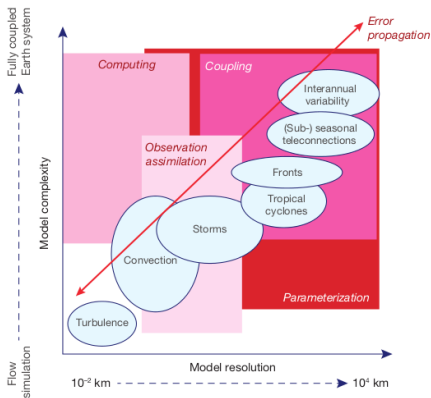 Error
propagation
Fully coupled
Earth system
Computing
Coupling
Interannual
variability
(Sub-) seasonal
teleconnections
Observation
assimilation
Fronts
Tropical
cyclones
Storms
Convection
Model complexity
Parameterization
Turbulence
Flow
simulation
Model resolution
10⁻² km
10⁴ km